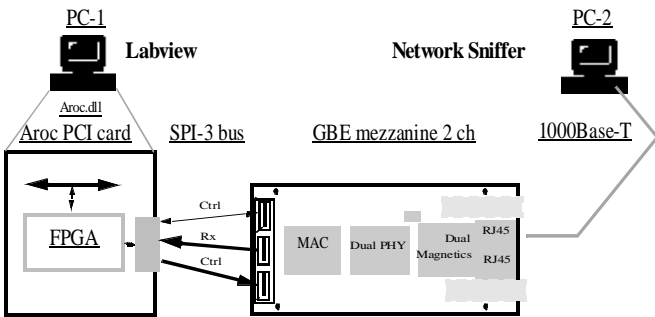 PC-1
PC-2
Labview
Network Sniffer
Aroc.dll
Aroc PCI card
SPI-3 bus
GBE mezzanine 2 ch
1000Base-T
Ctrl
Rx
Ctrl
FPGA
MAC
Dual PHY
Dual
Magnetics
RJ45
RJ45